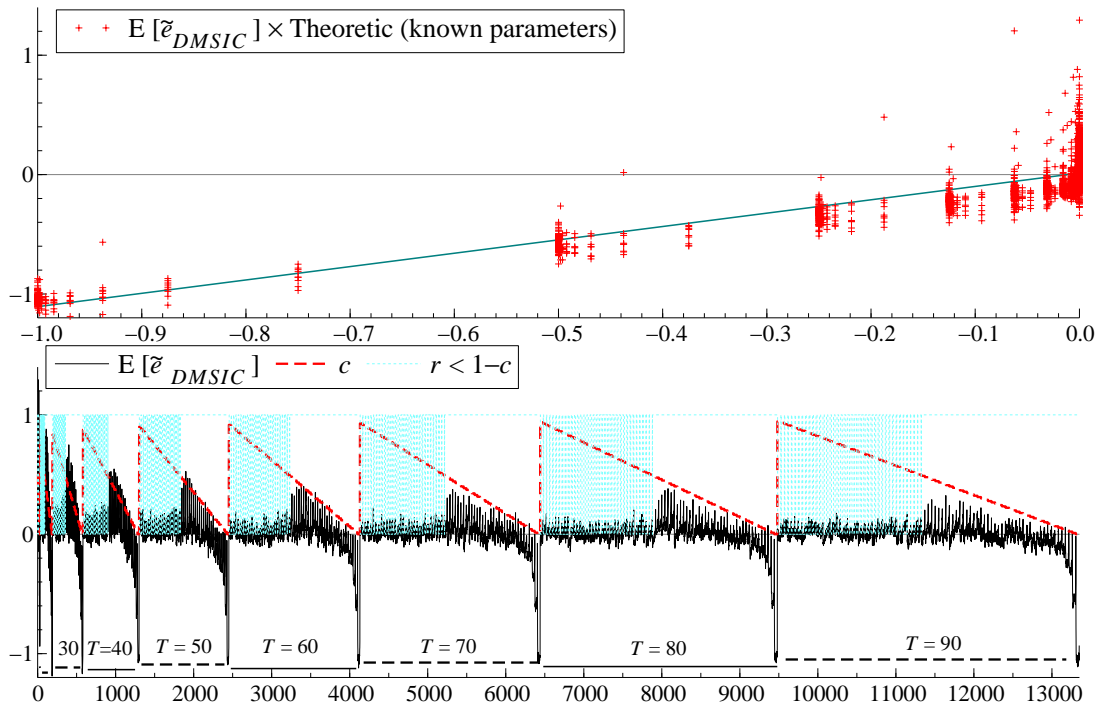 E [ẽ DMSIC ] × Theoretic (known parameters)
1
0
−1
−1.0 −0.9 −0.8 −0.7 −0.6 −0.5 −0.4 −0.3 −0.2 −0.1 0.0
E [ẽ DMSIC ] c r < 1−c
1
0
−1
30 T=40 T = 50 T = 60 T = 70 T = 80 T = 90
0 1000 2000 3000 4000 5000 6000 7000 8000 9000 10000 11000 12000 13000